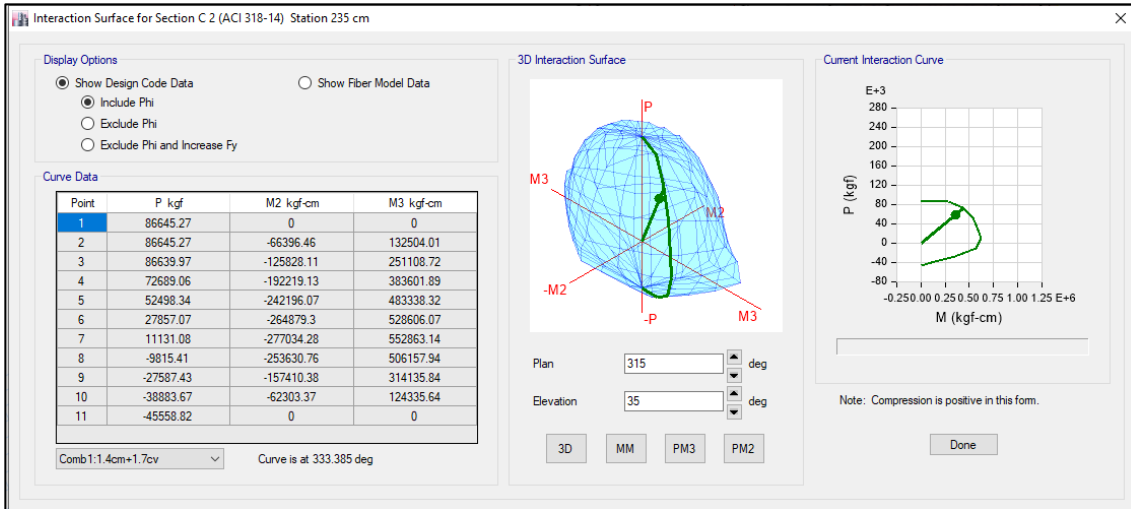 Interaction Surface for Section C 2 (ACI 318-14) Station 235 cm
Display Options
Show Design Code Data
Show Fiber Model Data
Include Phi
Exclude Phi
Exclude Phi and Increase Fy
Curve Data
Point P kgf M2 kgf-cm M3 kgf-cm
1 86645.27 0 0
2 86645.27 -66396.46 132504.01
3 86639.97 -125828.11 251108.72
4 72689.06 -192219.13 383601.89
5 52498.34 -242196.07 483338.32
6 27857.07 -264879.3 528606.07
7 11131.08 -277034.28 552863.14
8 -9815.41 -253630.76 506157.94
9 -27587.43 -157410.38 314135.84
10 -38883.67 -62303.37 124335.64
11 -45558.82 0 0
Comb1:1.4cm+1.7cv
Curve is at 333.385 deg
3D Interaction Surface
P
M3
M2
-M2
M3
-P
Plan 315 deg
Elevation 35 deg
3D MM PM3 PM2
Current Interaction Curve
E+3
280
240
200
160
120
80
40
0
-40
-80
P (kgf)
-0.25 0.00 0.25 0.50 0.75 1.00 1.25 E+6
M (kgf-cm)
Note: Compression is positive in this form.
Done